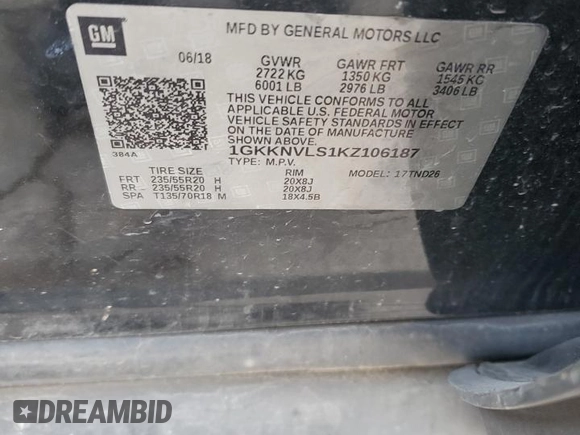 GM
MFD BY GENERAL MOTORS LLC
06/18 GVWR GAWR FRT GAWR RR
2722 KG 1350 KG 1545 KG
6001 LB 2976 LB 3406 LB
THIS VEHICLE CONFORMS TO ALL
APPLICABLE U.S. FEDERAL MOTOR
VEHICLE SAFETY STANDARDS IN EFFECT
ON THE DATE OF MANUFACTURE SHOWN
ABOVE.
1GKKNVLS1KZ106187
384A
TYPE: M.P.V. MODEL: 17TND26
TIRE SIZE RIM
FRT 235/55R20 H 20X8J
RR 235/55R20 H 20X8J
SPA T135/70R18 M 18X4.5B
DREAMBID